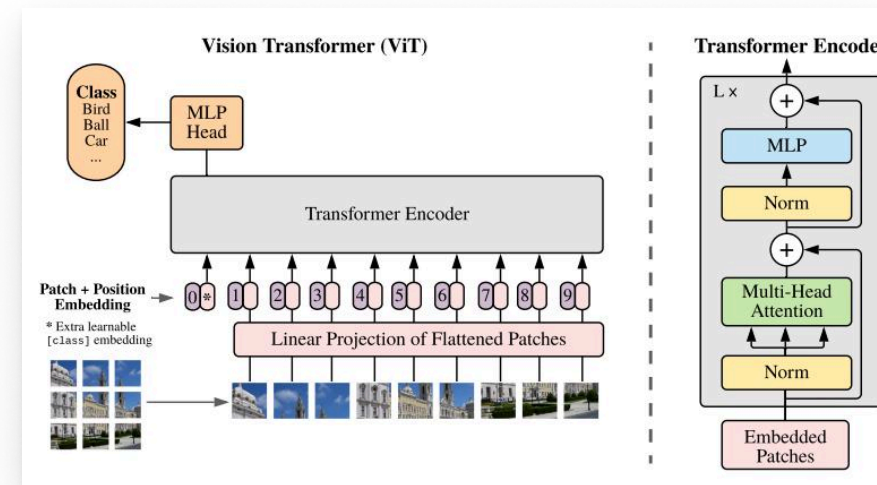 Vision Transformer (ViT)
Class
Bird
Ball
Car
...
MLP
Head
Transformer Encoder
Patch + Position
Embedding
* Extra learnable
[class] embedding
0 * 1 2 3 4 5 6 7 8 9
Linear Projection of Flattened Patches
Transformer Encode
L ×
+
MLP
Norm
+
Multi-Head
Attention
Norm
Embedded
Patches